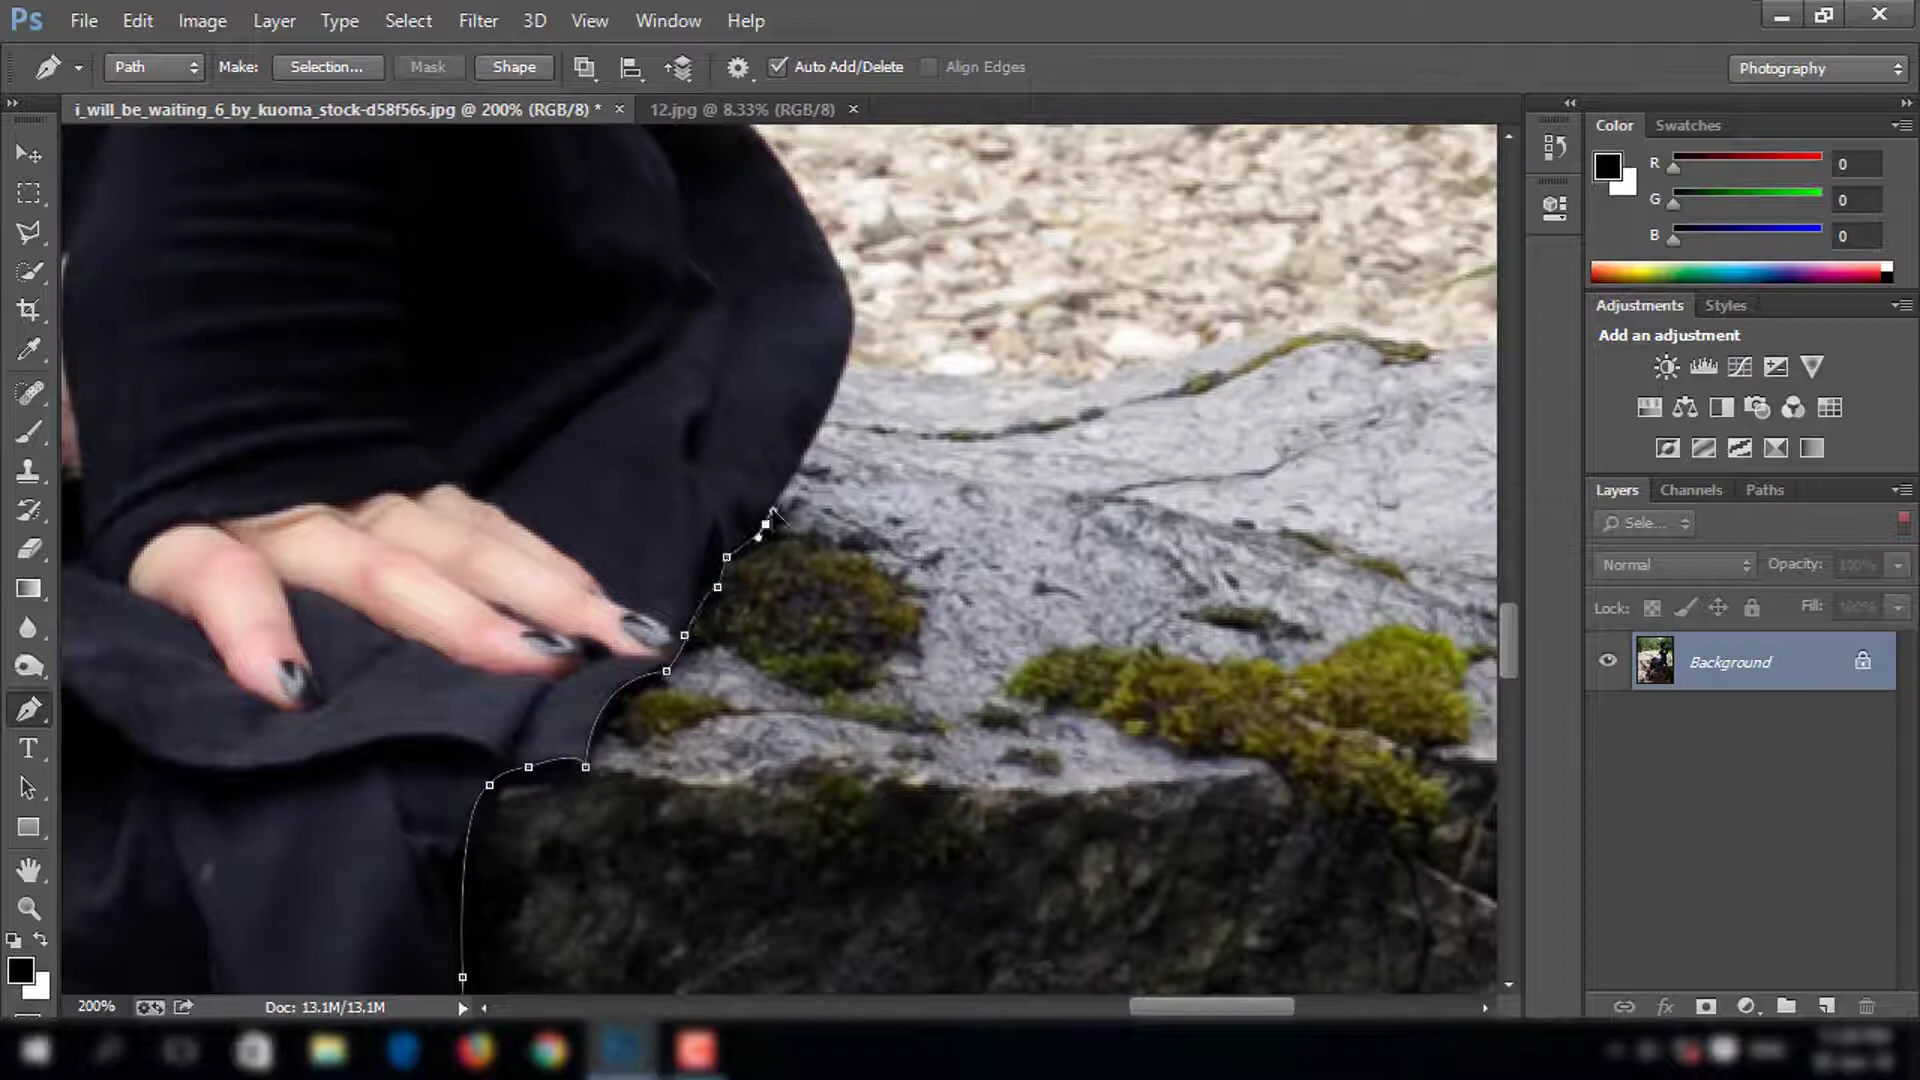 Ps File Edit Image Layer Select Filter 3D View Window Help
Path Make: Selection... Mask Shape Auto Add/Delete Align Edges Photography
i_will_be_waiting_6_by_kuoma_stock-d58f56s.jpg @ 200% (RGB/8) * × 12.jpg @ 8.33% (RGB/8) ×
Color Swatches
R 0
G 0
B 0
Adjustments Styles
Add an adjustment
Layers Channels Paths
Sele...
Normal Opacity: 100%
Lock: Fill: 100%
Background
T
200% Doc: 13.1M/13.1M
fx